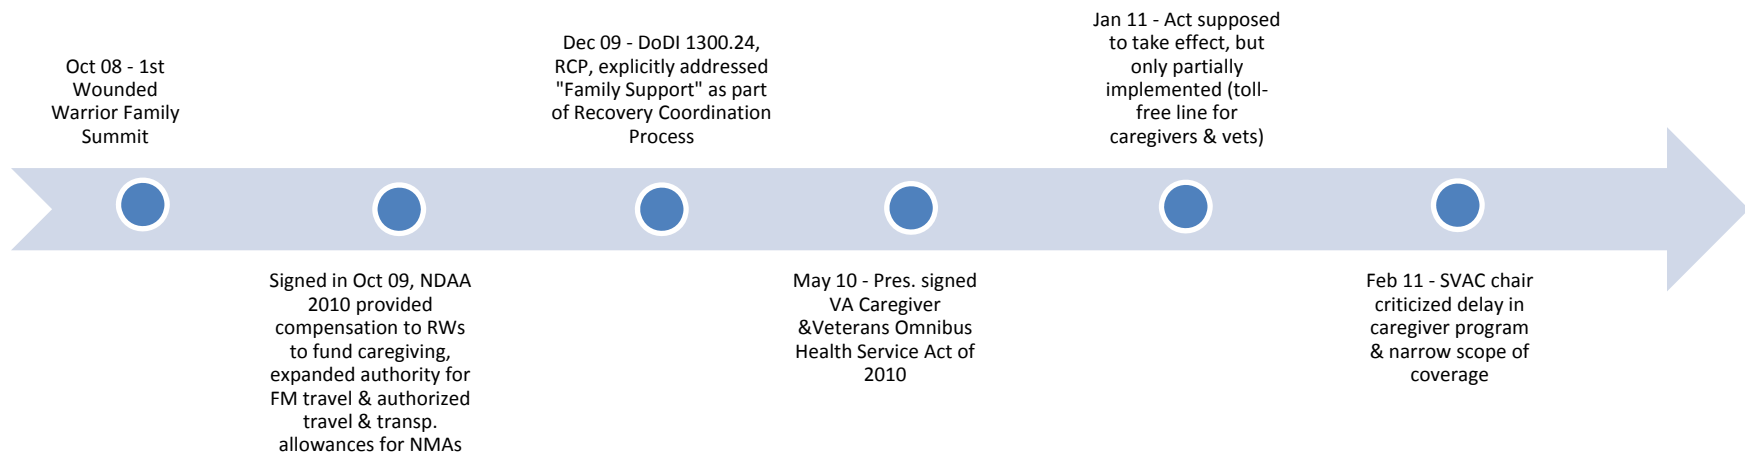 Oct 08 - 1st
Wounded
Warrior Family
Summit
Signed in Oct 09, NDAA
2010 provided
compensation to RWs
to fund caregiving,
expanded authority for
FM travel & authorized
travel & transp.
allowances for NMAs
Dec 09 - DoDI 1300.24,
RCP, explicitly addressed
"Family Support" as part
of Recovery Coordination
Process
May 10 - Pres. signed
VA Caregiver
&Veterans Omnibus
Health Service Act of
2010
Jan 11 - Act supposed
to take effect, but
only partially
implemented (toll-
free line for
caregivers & vets)
Feb 11 - SVAC chair
criticized delay in
caregiver program
& narrow scope of
coverage